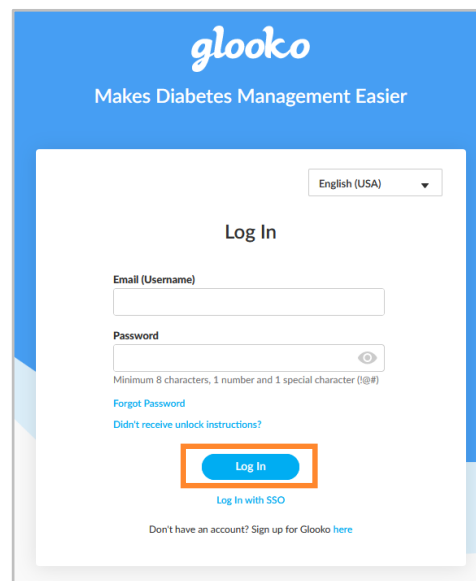 glooko
Makes Diabetes Management Easier
English (USA)
Log In
Email (Username)
Password
Minimum 8 characters, 1 number and 1 special character (!@#)
Forgot Password
Didn't receive unlock instructions?
Log In
Log In with SSO
Don't have an account? Sign up for Glooko here